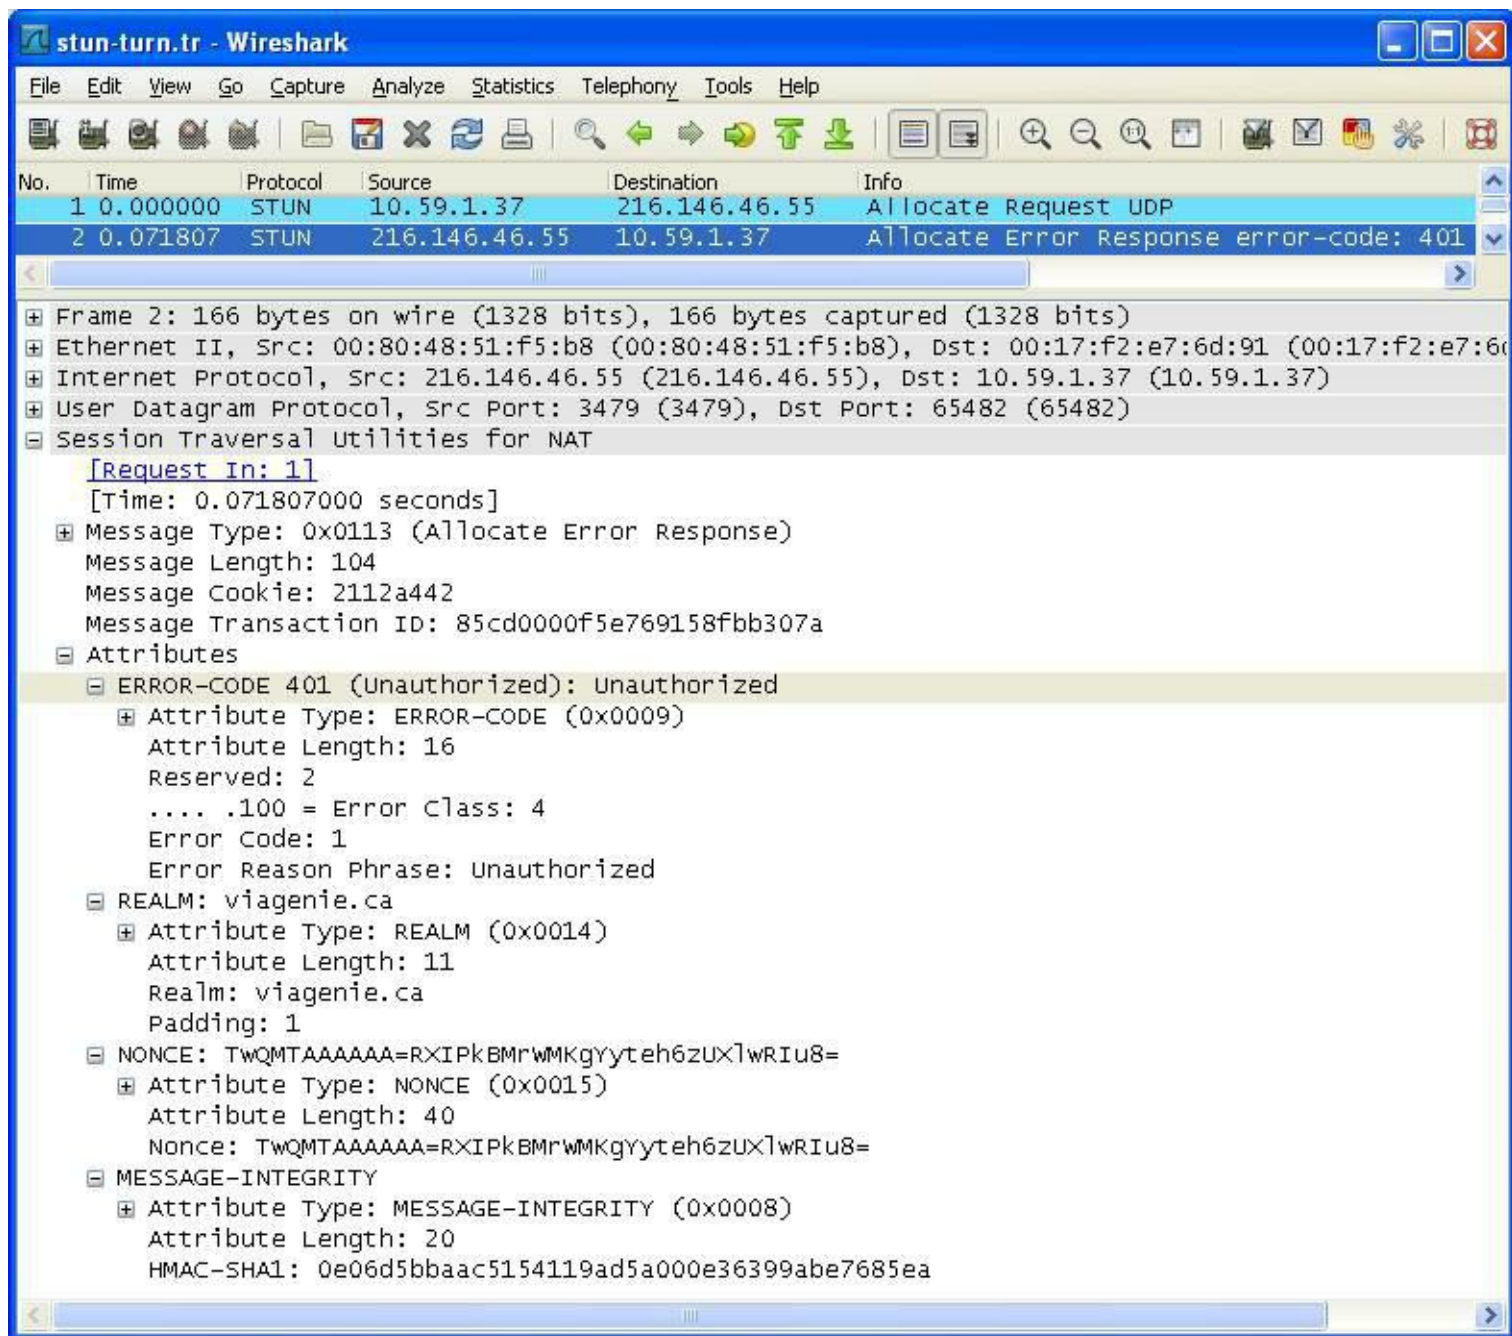 stun-turn.tr - Wireshark
File Edit View Go Capture Analyze Statistics Telephony Tools Help
No. Time Protocol Source Destination Info
1 0.000000 STUN 10.59.1.37 216.146.46.55 Allocate Request UDP
2 0.071807 STUN 216.146.46.55 10.59.1.37 Allocate Error Response error-code: 401
Frame 2: 166 bytes on wire (1328 bits), 166 bytes captured (1328 bits)
Ethernet II, Src: 00:80:48:51:f5:b8 (00:80:48:51:f5:b8), Dst: 00:17:f2:e7:6d:91 (00:17:f2:e7:6d
Internet Protocol, Src: 216.146.46.55 (216.146.46.55), Dst: 10.59.1.37 (10.59.1.37)
User Datagram Protocol, Src Port: 3479 (3479), Dst Port: 65482 (65482)
Session Traversal Utilities for NAT
[Request In: 1]
[Time: 0.071807000 seconds]
Message Type: 0x0113 (Allocate Error Response)
Message Length: 104
Message Cookie: 2112a442
Message Transaction ID: 85cd0000f5e769158fbb307a
Attributes
ERROR-CODE 401 (Unauthorized): Unauthorized
Attribute Type: ERROR-CODE (0x0009)
Attribute Length: 16
Reserved: 2
.... .100 = Error Class: 4
Error Code: 1
Error Reason Phrase: Unauthorized
REALM: viagenie.ca
Attribute Type: REALM (0x0014)
Attribute Length: 11
Realm: viagenie.ca
Padding: 1
NONCE: TwQMTAAAAAA=RXIPkBMrWMKgYyteh6zUXlwRIu8=
Attribute Type: NONCE (0x0015)
Attribute Length: 40
Nonce: TwQMTAAAAAA=RXIPkBMrWMKgYyteh6zUXlwRIu8=
MESSAGE-INTEGRITY
Attribute Type: MESSAGE-INTEGRITY (0x0008)
Attribute Length: 20
HMAC-SHA1: 0e06d5bbaac5154119ad5a000e36399abe7685ea